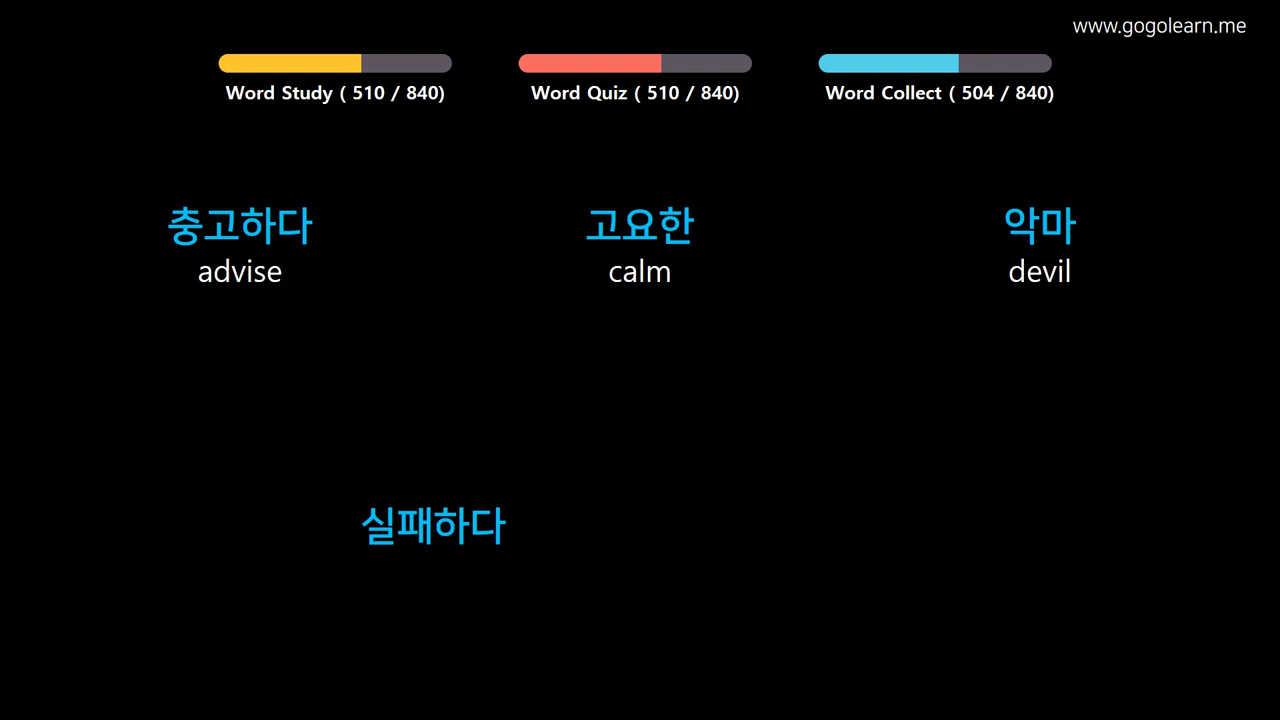 www.gogolearn.me
Word Study ( 510 / 840)
Word Quiz ( 510 / 840)
Word Collect ( 504 / 840)
충고하다
advise
고요한
calm
악마
devil
실패하다